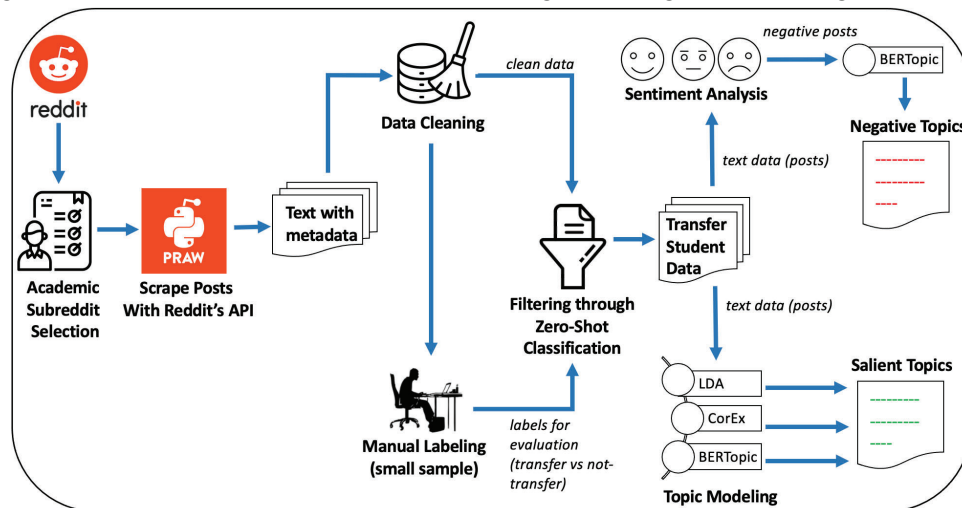 reddit
Academic
Subreddit
Selection
PRAW
Scrape Posts
With Reddit's API
Text with
metadata
Data Cleaning
clean data
Manual Labeling
(small sample)
labels for
evaluation
(transfer vs not-
transfer)
Filtering through
Zero-Shot
Classification
Transfer
Student
Data
text data (posts)
Sentiment Analysis
negative posts
BERTopic
Negative Topics
text data (posts)
LDA
CorEx
BERTopic
Topic Modeling
Salient Topics